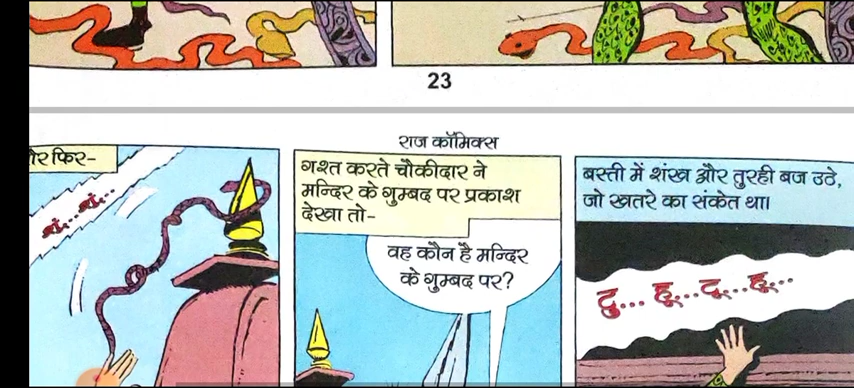 23
राज कॉमिक्स
फिर-
सां... सां...
गश्त करते चौकीदार ने
मन्दिर के गुम्बद पर प्रकाश
देखा तो-
वह कौन है मन्दिर
के गुम्बद पर?
बस्ती में शंख और तुरही बज उठे,
जो खतरे का संकेत था।
टु... हू... टू... हू...